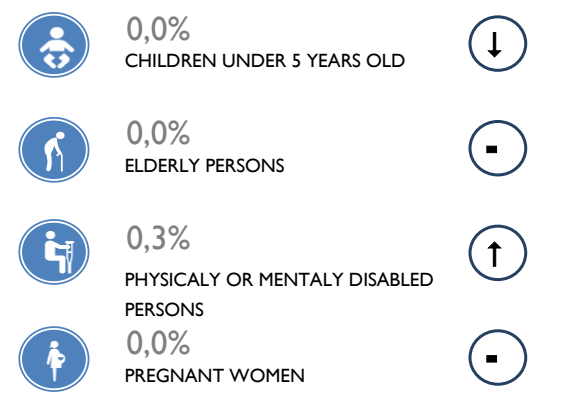 0,0%
CHILDREN UNDER 5 YEARS OLD
↓
0,0%
ELDERLY PERSONS
-
0,3%
PHYSICALY OR MENTALY DISABLED
PERSONS
↑
0,0%
PREGNANT WOMEN
-